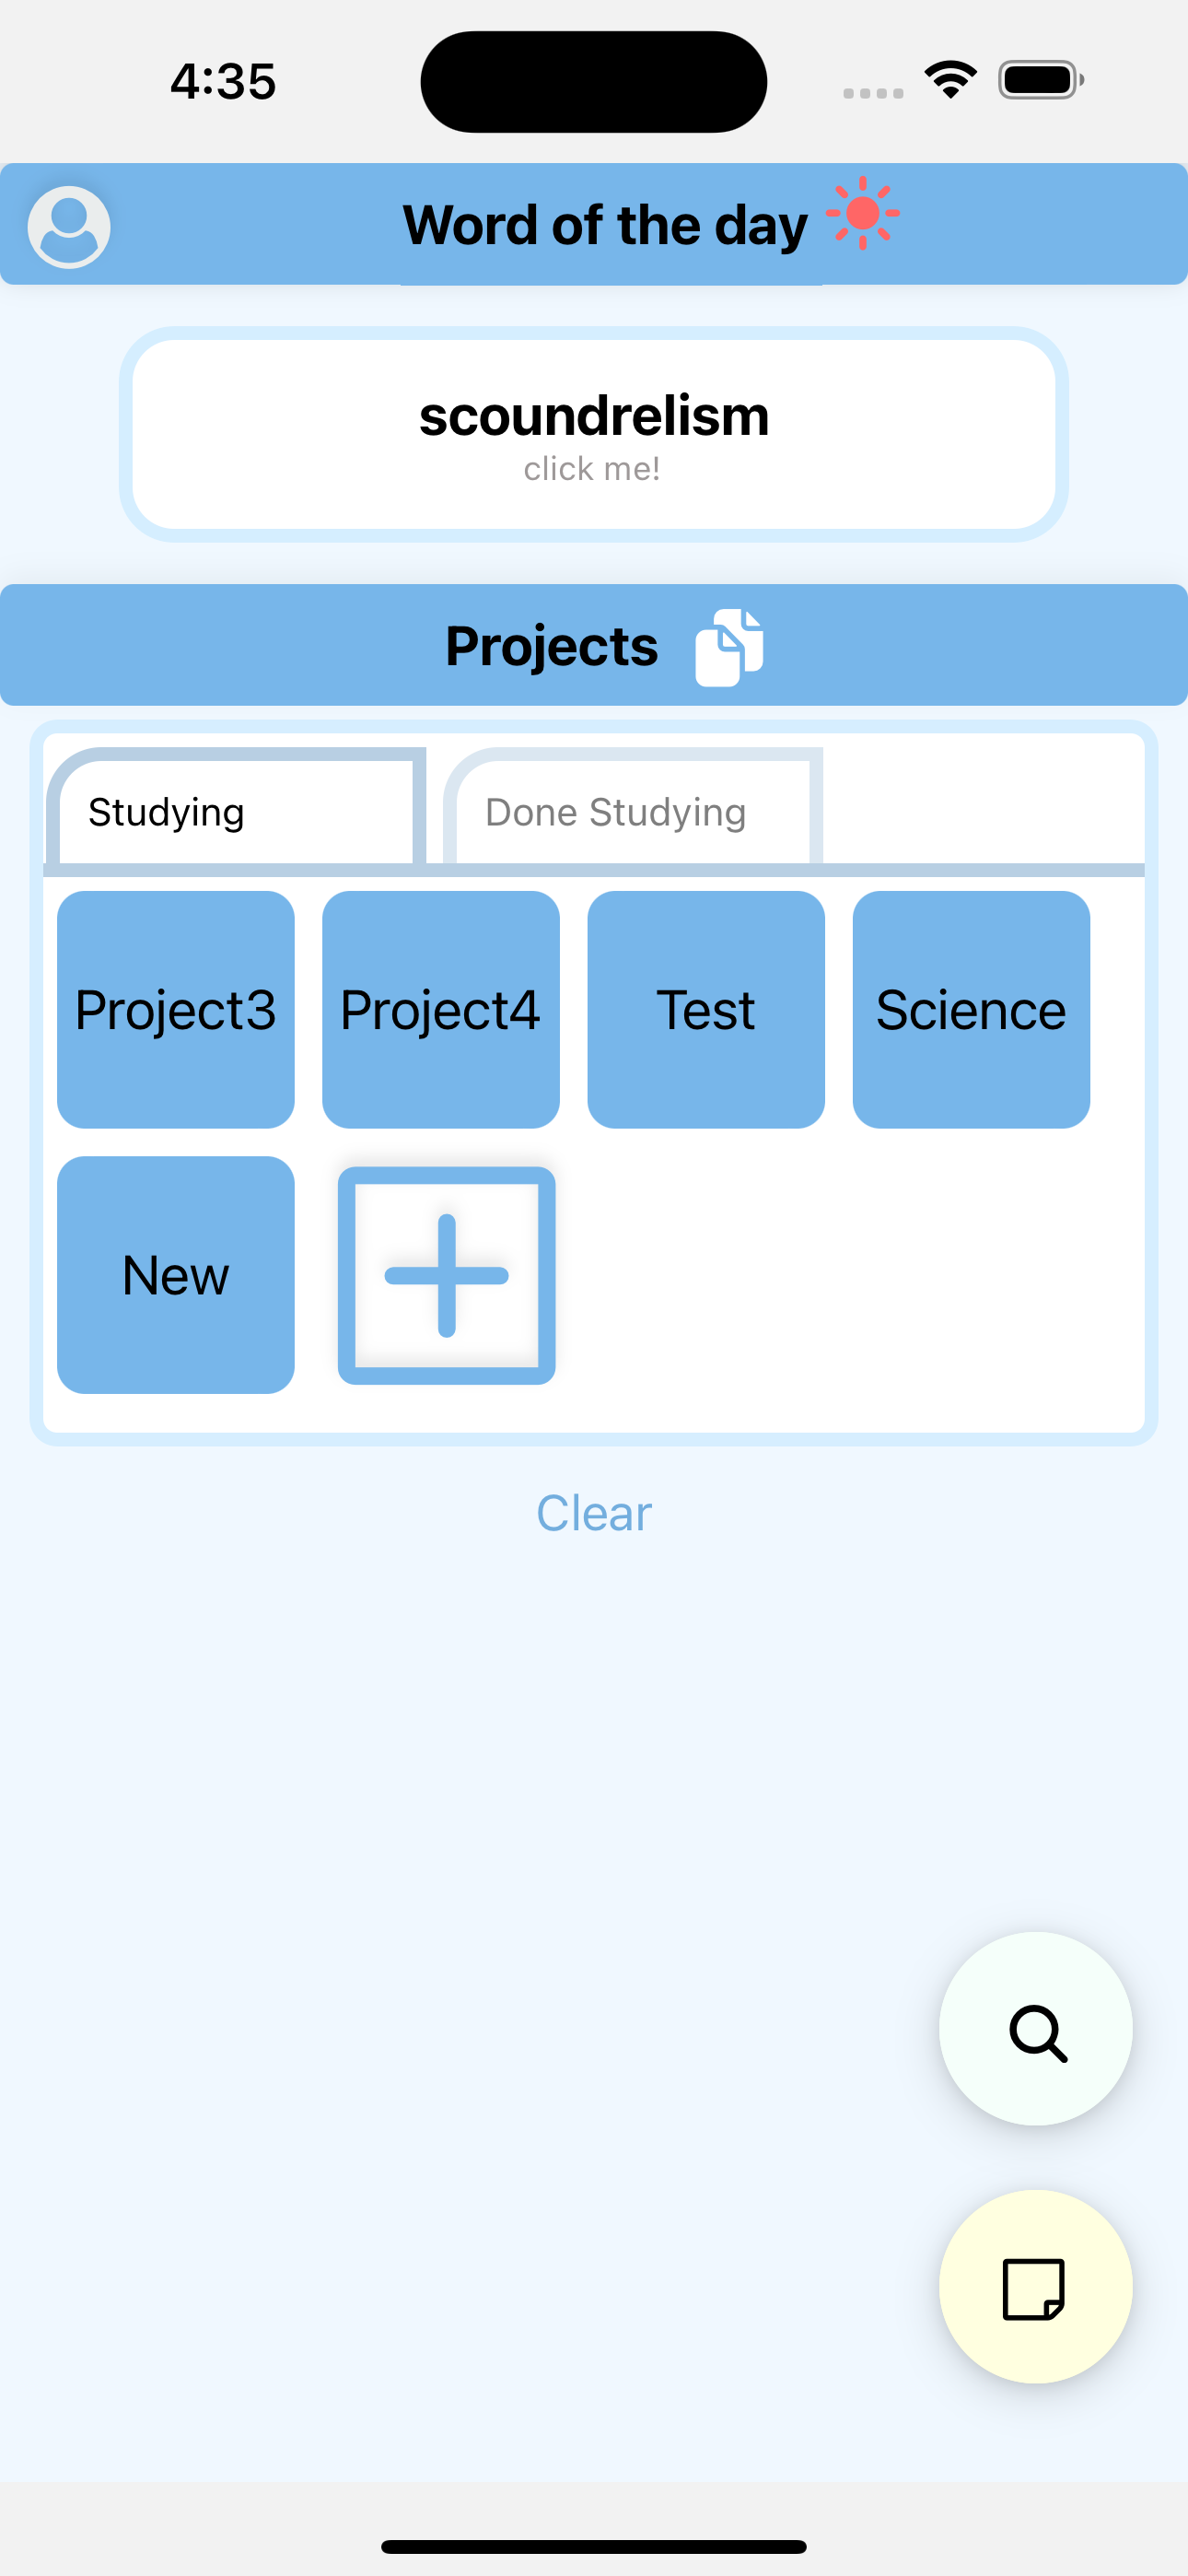 4:35
Word of the day
scoundrelism
click me!
Projects
Studying Done Studying
Project3 Project4 Test Science
New
Clear